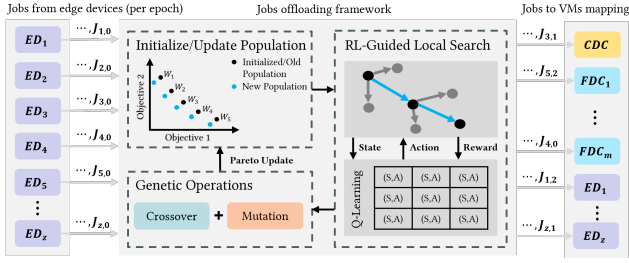 Jobs from edge devices (per epoch)
Jobs offloading framework
Jobs to VMs mapping
ED1
ED2
ED3
ED4
ED5
⋮
EDz
⋯, J1,0
⋯, J2,0
⋯, J3,0
⋯, J4,0
⋯, J5,0
⋯, Jz,0
Initialize/Update Population
Objective 2
Objective 1
W1
W2
W3
W4
W5
Initialized/Old
Population
New Population
Pareto Update
Genetic Operations
Crossover + Mutation
RL-Guided Local Search
State
Action
Reward
Q-Learning
(S,A) (S,A) (S,A)
(S,A) (S,A) (S,A)
(S,A) (S,A) (S,A)
⋯, J3,1
⋯, J5,2
⋯, J4,0
⋯, J1,2
⋯, Jz,1
CDC
FDC1
⋮
FDCm
ED1
⋮
EDz